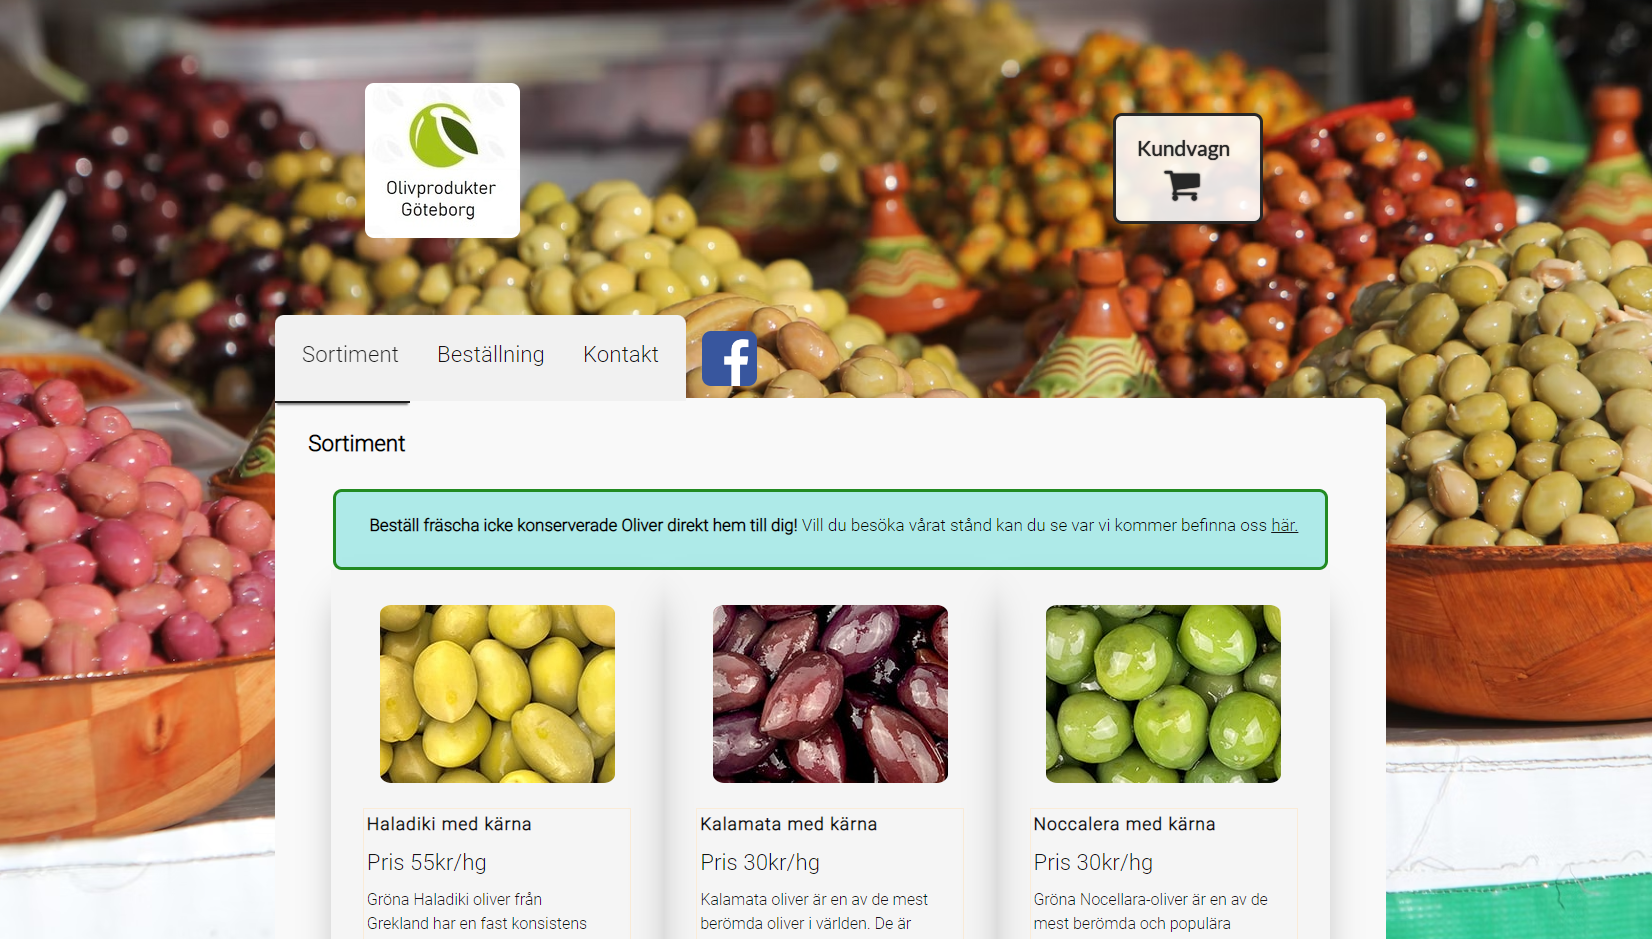 Olivprodukter
Göteborg
Kundvagn
Sortiment Beställning Kontakt
Sortiment
Beställ fräscha icke konserverade Oliver direkt hem till dig! Vill du besöka vårat stånd kan du se var vi kommer befinna oss här.
Haladiki med kärna
Pris 55kr/hg
Gröna Haladiki oliver från
Grekland har en fast konsistens
Kalamata med kärna
Pris 30kr/hg
Kalamata oliver är en av de mest
berömda oliver i världen. De är
Noccalera med kärna
Pris 30kr/hg
Gröna Nocellara-oliver är en av de
mest berömda och populära